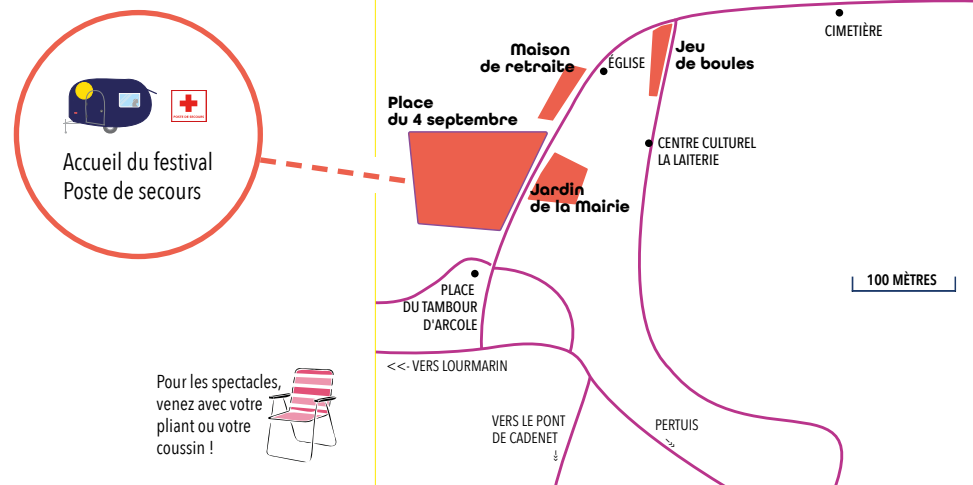 POSTE DE SECOURS
Accueil du festival
Poste de secours
Pour les spectacles,
venez avec votre
pliant ou votre
coussin !
CIMETIÈRE
Maison
de retraite
ÉGLISE
Jeu
de boules
Place
du 4 septembre
CENTRE CULTUREL
LA LAITERIE
Jardin
de la Mairie
100 MÈTRES
PLACE
DU TAMBOUR
D'ARCOLE
<<- VERS LOURMARIN
VERS LE PONT
DE CADENET
->>
PERTUIS
->>